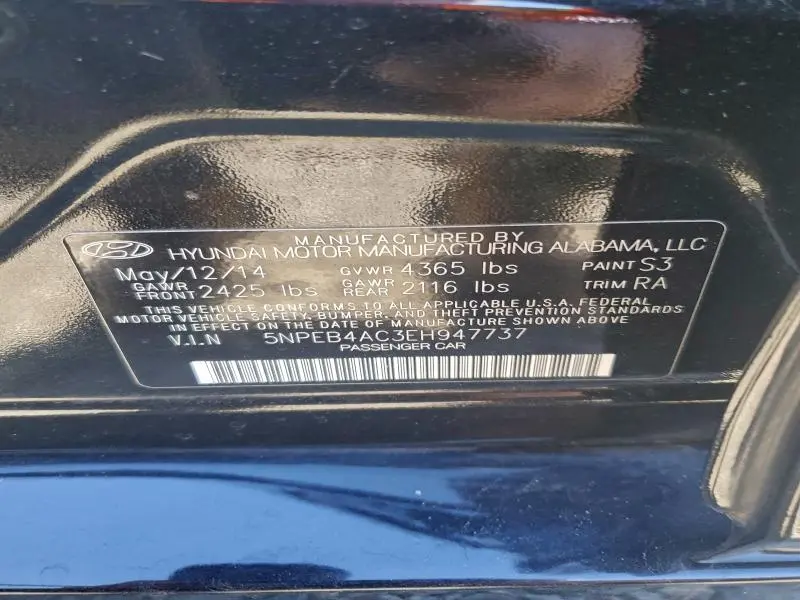 MANUFACTURED BY
HYUNDAI MOTOR MANUFACTURING ALABAMA, LLC
May/12/14 GVWR 4365 lbs PAINT S3
GAWR FRONT 2425 lbs GAWR REAR 2116 lbs TRIM RA
THIS VEHICLE CONFORMS TO ALL APPLICABLE U.S.A. FEDERAL
MOTOR VEHICLE SAFETY, BUMPER, AND THEFT PREVENTION STANDARDS
IN EFFECT ON THE DATE OF MANUFACTURE SHOWN ABOVE
V.I.N 5NPEB4AC3EH947737
PASSENGER CAR